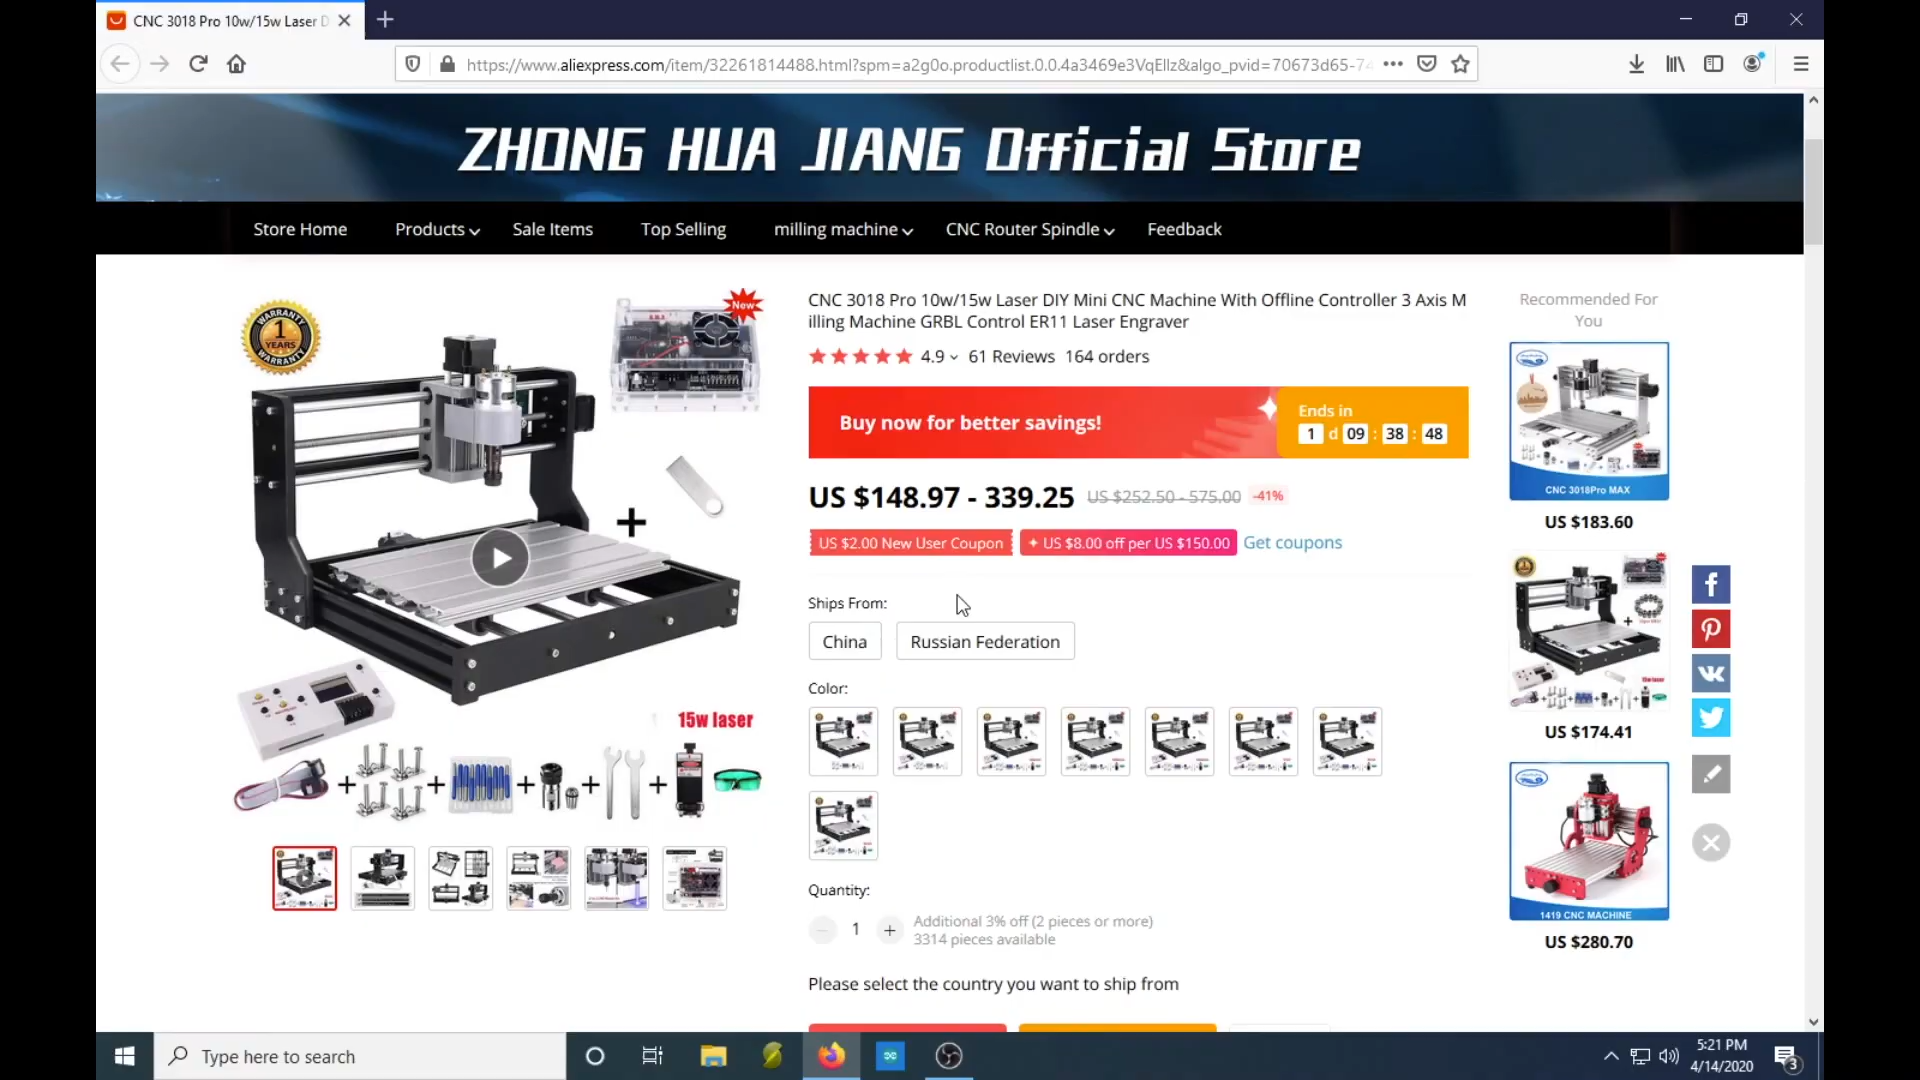 CNC 3018 Pro 10w/15w Laser D
https://www.aliexpress.com/item/32261814488.html?spm=a2g0o.productlist.0.0.4a3469e3VqEllz&algo_pvid=70673d65-74
ZHONG HUA JIANG Official Store
Store Home Products Sale Items Top Selling milling machine CNC Router Spindle Feedback
WARRANTY
1
YEARS
WARRANTY
New
+
15w laser
+ + + + +
CNC 3018 Pro 10w/15w Laser DIY Mini CNC Machine With Offline Controller 3 Axis M
illing Machine GRBL Control ER11 Laser Engraver
4.9 61 Reviews 164 orders
Buy now for better savings!
Ends in
1 d 09 : 38 : 48
US $148.97 - 339.25 US $252.50 - 575.00 -41%
US $2.00 New User Coupon US $8.00 off per US $150.00 Get coupons
Ships From:
China Russian Federation
Color:
Quantity:
1 + Additional 3% off (2 pieces or more)
3314 pieces available
Please select the country you want to ship from
Recommended For
You
CNC 3018Pro MAX
US $183.60
US $174.41
1419 CNC MACHINE
US $280.70
Type here to search
5:21 PM
4/14/2020
3